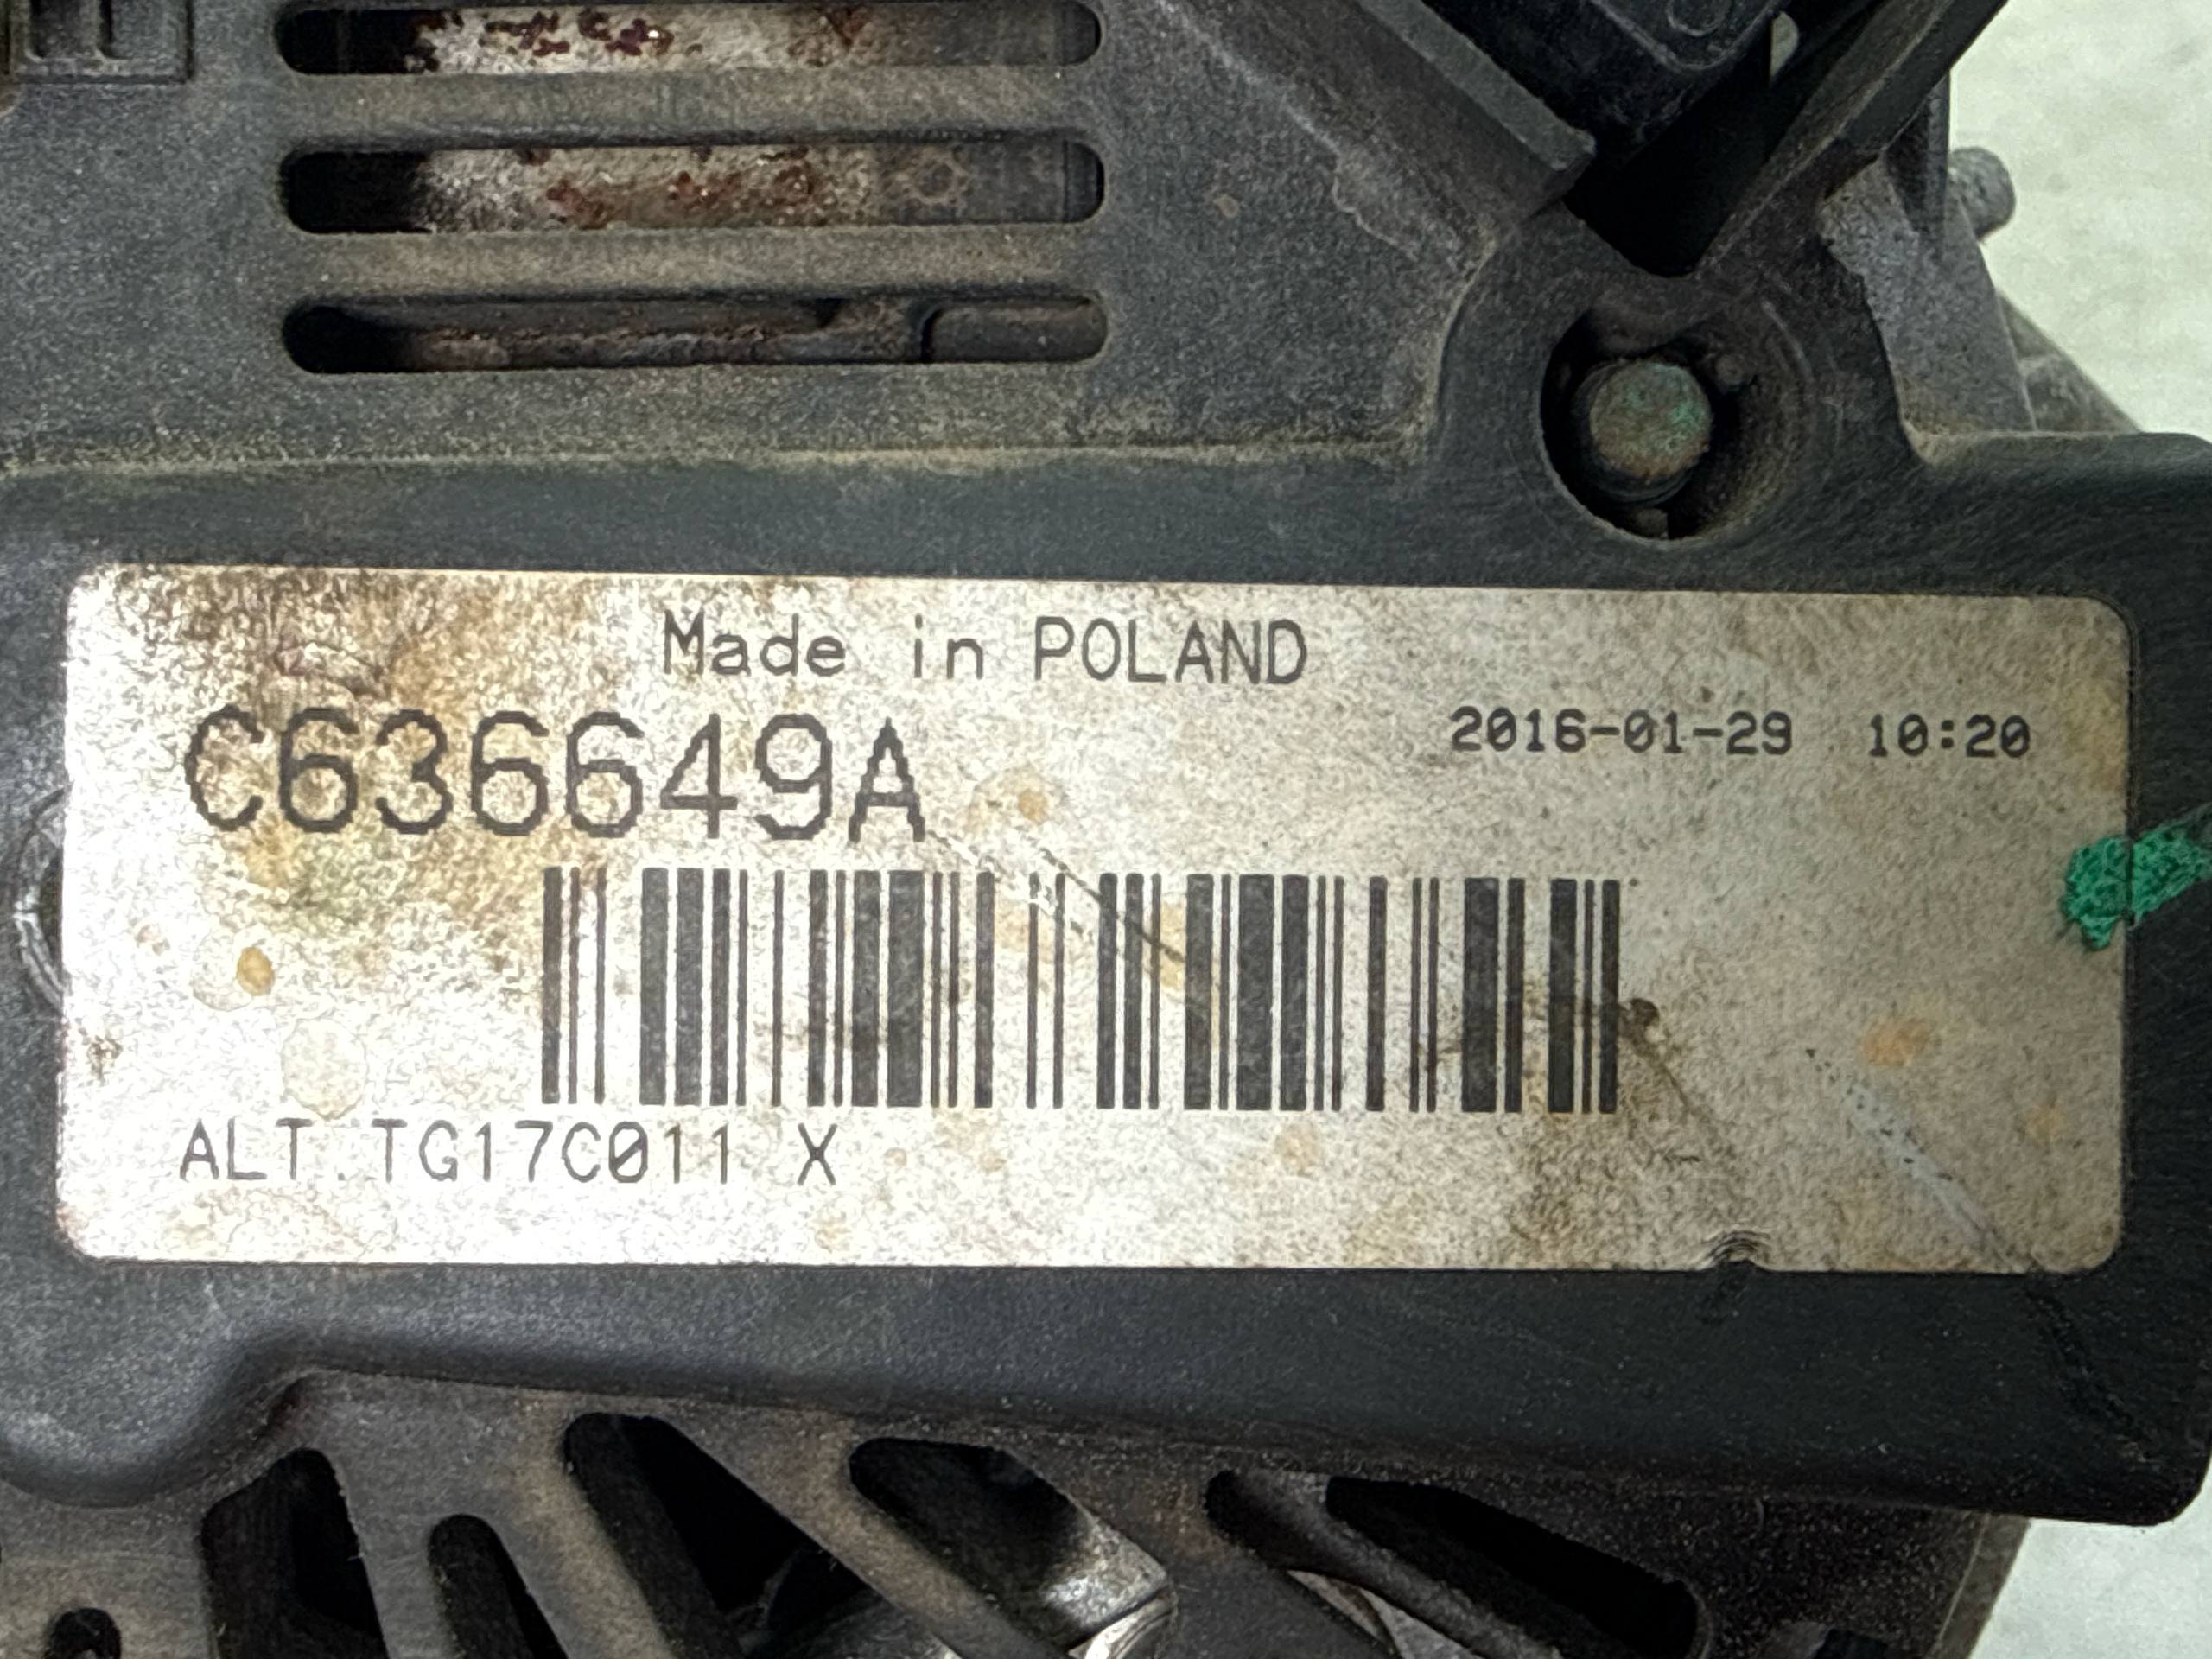 Made in POLAND
C636649A
2016-01-29 10:20
ALT.TG17C011 X